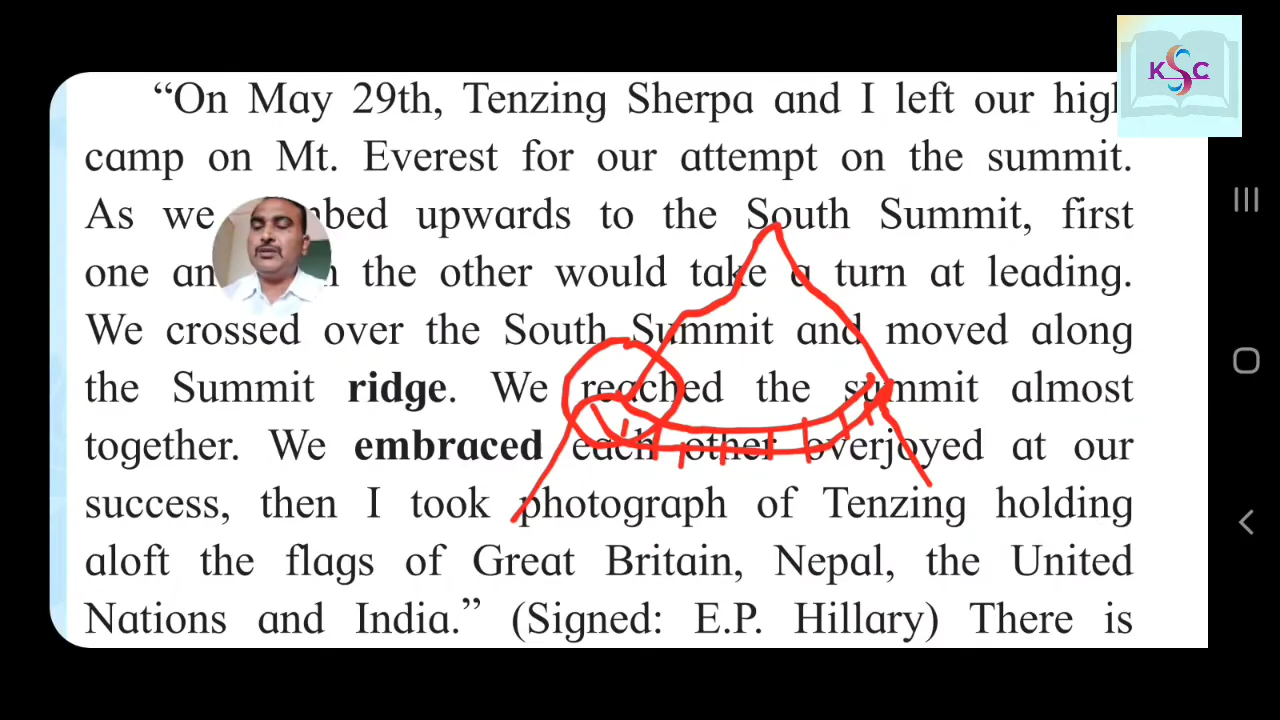 KSC
“On May 29th, Tenzing Sherpa and I left our high
camp on Mt. Everest for our attempt on the summit.
As we upwards to the South Summit, first
one the other would take a turn at leading.
We crossed over the South Summit and moved along
the Summit ridge. We reached the summit almost
together. We embraced each other overjoyed at our
success, then I took photograph of Tenzing holding
aloft the flags of Great Britain, Nepal, the United
Nations and India.” (Signed: E.P. Hillary) There is